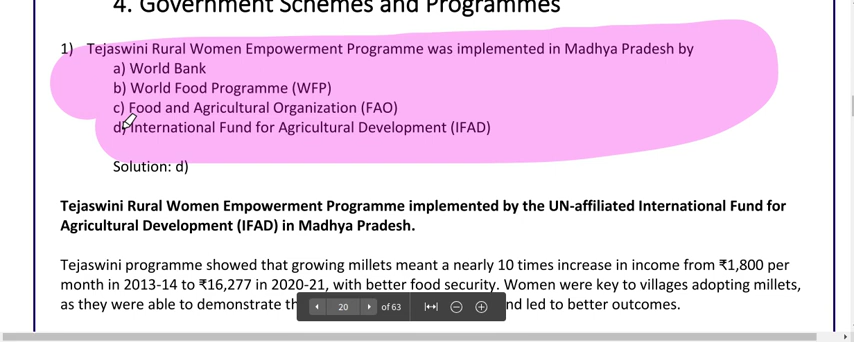 4. Government Schemes and Programmes
1) Tejaswini Rural Women Empowerment Programme was implemented in Madhya Pradesh by
a) World Bank
b) World Food Programme (WFP)
c) Food and Agricultural Organization (FAO)
d) International Fund for Agricultural Development (IFAD)
Solution: d)
Tejaswini Rural Women Empowerment Programme implemented by the UN-affiliated International Fund for
Agricultural Development (IFAD) in Madhya Pradesh.
Tejaswini programme showed that growing millets meant a nearly 10 times increase in income from ₹1,800 per
month in 2013-14 to ₹16,277 in 2020-21, with better food security. Women were key to villages adopting millets,
as they were able to demonstrate th nd led to better outcomes.
20 of 63